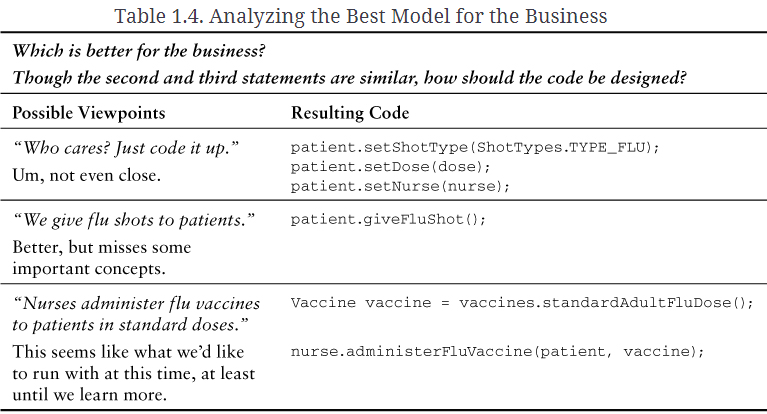 Table 1.4. Analyzing the Best Model for the Business
Which is better for the business?
Though the second and third statements are similar, how should the code be designed?
Possible Viewpoints
Resulting Code
“Who cares? Just code it up.”
Um, not even close.
patient.setShotType(ShotTypes.TYPE_FLU);
patient.setDose(dose);
patient.setNurse(nurse);
“We give flu shots to patients.”
Better, but misses some
important concepts.
patient.giveFluShot();
“Nurses administer flu vaccines
to patients in standard doses.”
This seems like what we’d like
to run with at this time, at least
until we learn more.
Vaccine vaccine = vaccines.standardAdultFluDose();
nurse.administerFluVaccine(patient, vaccine);